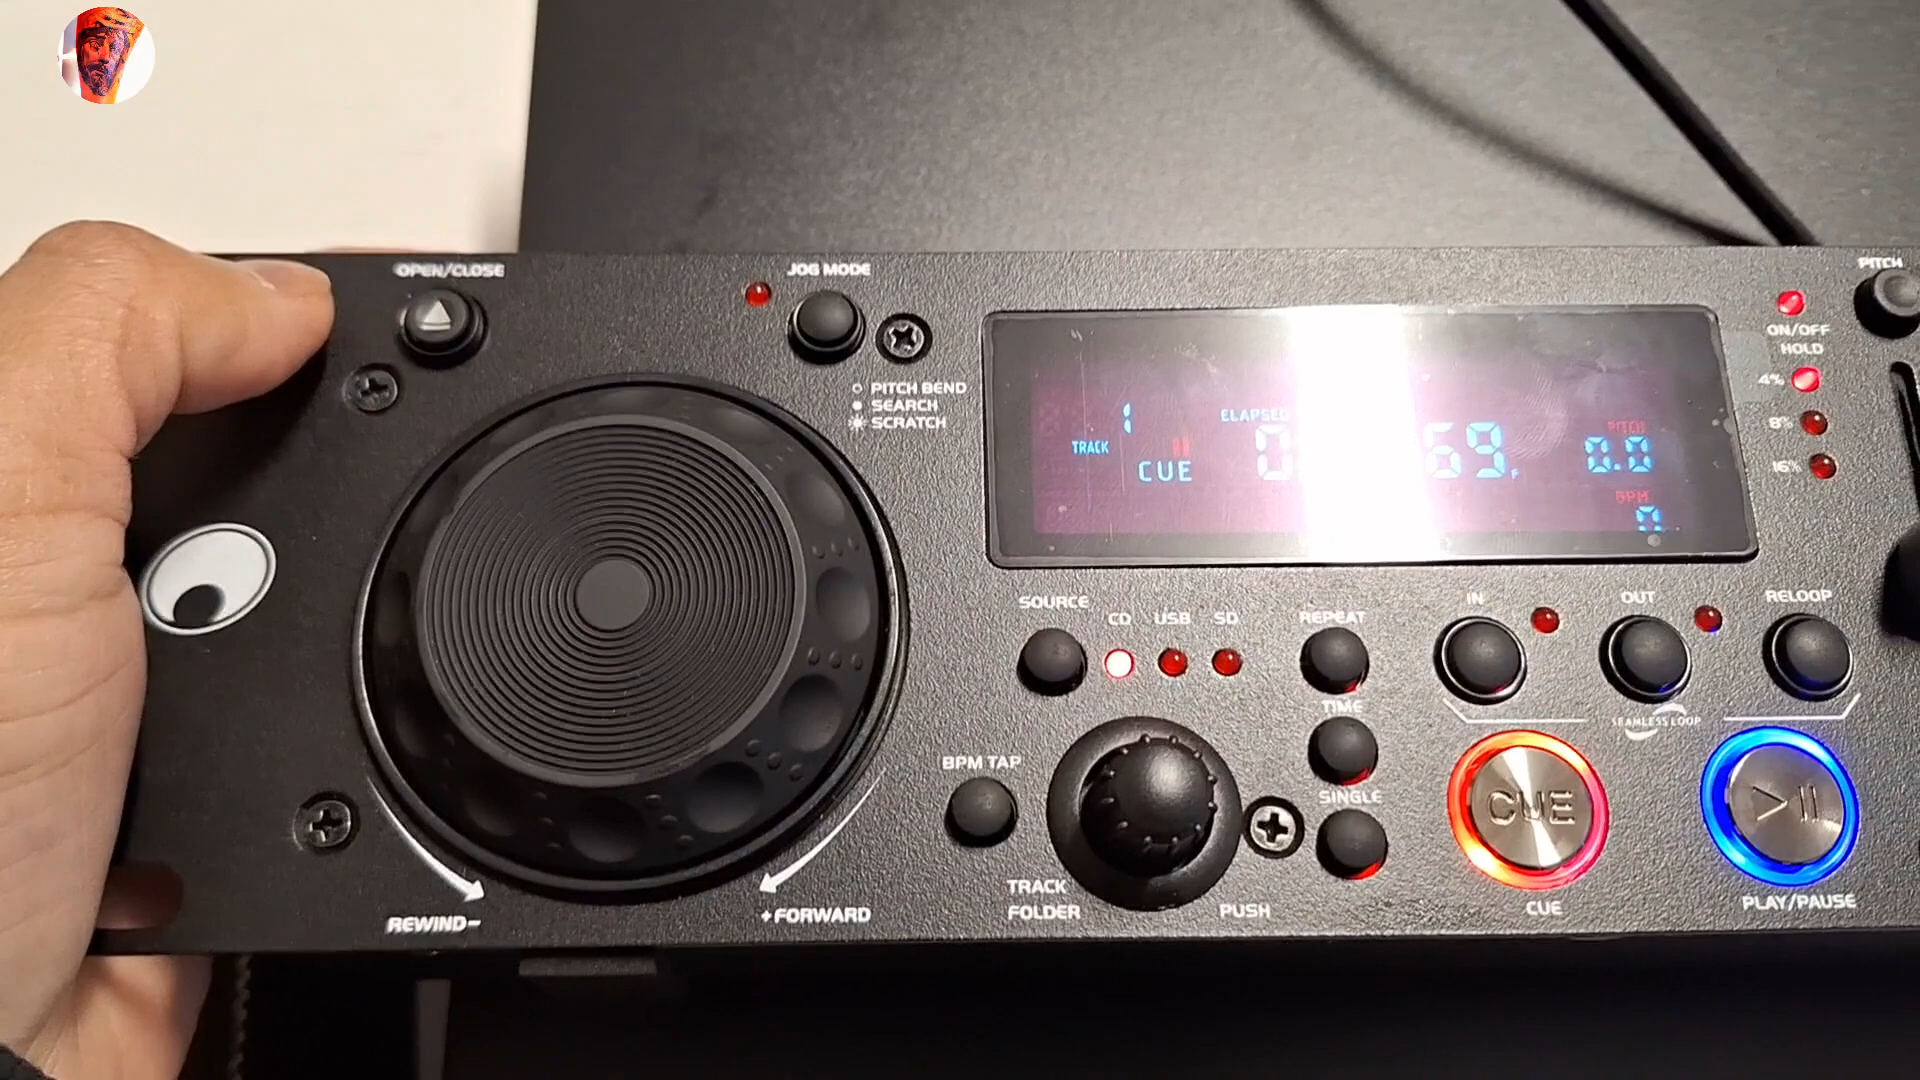 OPEN/CLOSE
JOG MODE
PITCH BEND
SEARCH
SCRATCH
PITCH
ON/OFF
HOLD
4%
8%
16%
1
TRACK
CUE
ELAPSED
0
69
F
PITCH
0.0
BPM
0
SOURCE
CD USB SD
REPEAT
IN
OUT
RELOOP
TIME
SEAMLESS LOOP
BPM TAP
SINGLE
CUE
TRACK
FOLDER
PUSH
CUE
PLAY/PAUSE
REWIND-
+FORWARD